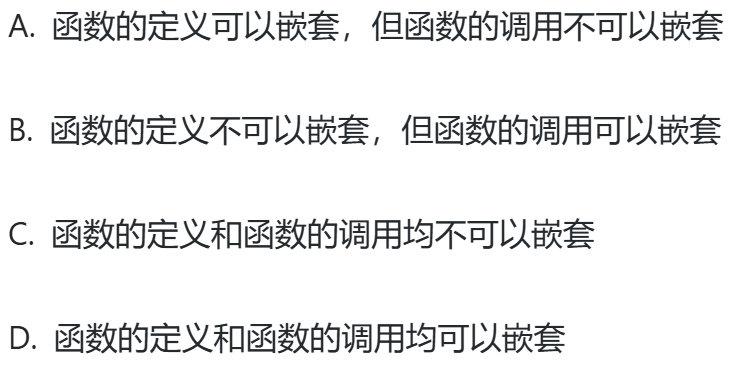 A. 函数的定义可以嵌套，但函数的调用不可以嵌套
B. 函数的定义不可以嵌套，但函数的调用可以嵌套
C. 函数的定义和函数的调用均不可以嵌套
D. 函数的定义和函数的调用均可以嵌套